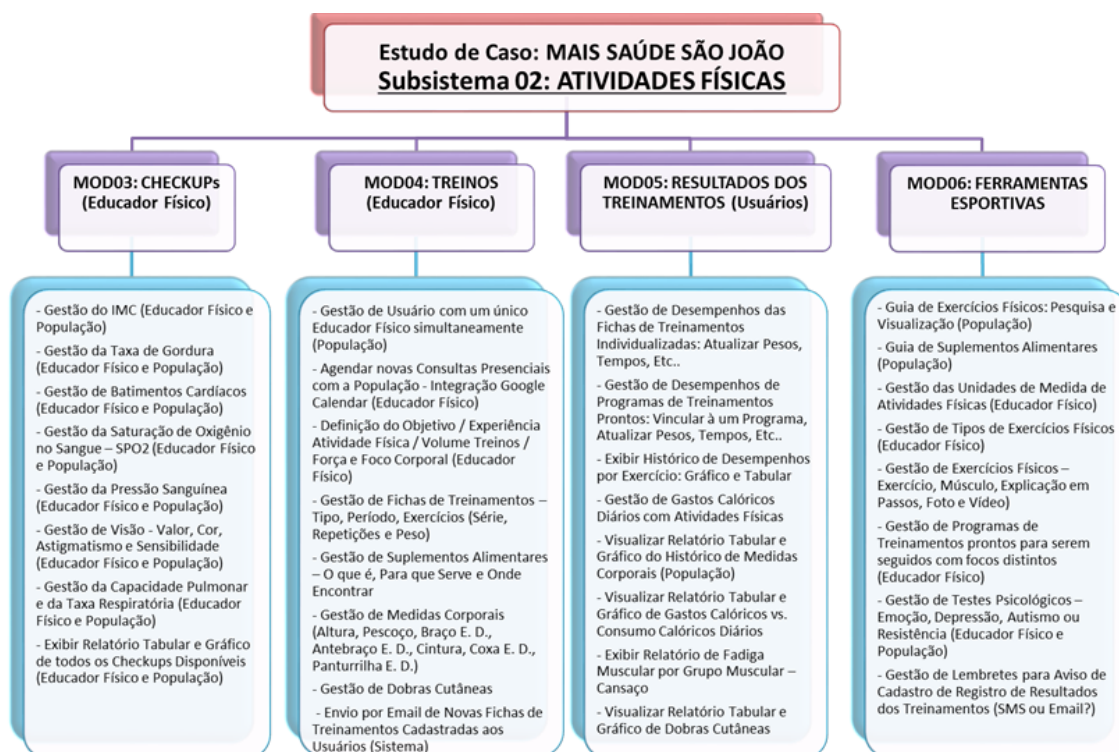 Estudo de Caso: MAIS SAÚDE SÃO JOÃO
Subsistema 02: ATIVIDADES FÍSICAS
MOD03: CHECKUPs
(Educador Físico)
- Gestão do IMC (Educador Físico e
População)
- Gestão da Taxa de Gordura
(Educador Físico e População)
- Gestão de Batimentos Cardíacos
(Educador Físico e População)
- Gestão da Saturação de Oxigênio
no Sangue – SPO2 (Educador Físico
e População)
- Gestão da Pressão Sanguínea
(Educador Físico e População)
- Gestão de Visão - Valor, Cor,
Astigmatismo e Sensibilidade
(Educador Físico e População)
- Gestão da Capacidade Pulmonar
e da Taxa Respiratória (Educador
Físico e População)
- Exibir Relatório Tabular e Gráfico
de todos os Checkups Disponíveis
(Educador Físico e População)
MOD04: TREINOS
(Educador Físico)
- Gestão de Usuário com um único
Educador Físico simultaneamente
(População)
- Agendar novas Consultas Presenciais
com a População - Integração Google
Calendar (Educador Físico)
- Definição do Objetivo / Experiência
Atividade Física / Volume Treinos /
Força e Foco Corporal (Educador
Físico)
- Gestão de Fichas de Treinamentos –
Tipo, Período, Exercícios (Série,
Repetições e Peso)
- Gestão de Suplementos Alimentares
– O que é, Para que Serve e Onde
Encontrar
- Gestão de Medidas Corporais
(Altura, Pescoço, Braço E. D.,
Antebraço E. D., Cintura, Coxa E. D.,
Panturrilha E. D.)
- Gestão de Dobras Cutâneas
- Envio por Email de Novas Fichas de
Treinamentos Cadastradas aos
Usuários (Sistema)
MOD05: RESULTADOS DOS
TREINAMENTOS (Usuários)
- Gestão de Desempenhos das
Fichas de Treinamentos
Individualizadas: Atualizar Pesos,
Tempos, Etc..
- Gestão de Desempenhos de
Programas de Treinamentos
Prontos: Vincular à um Programa,
Atualizar Pesos, Tempos, Etc..
- Exibir Histórico de Desempenhos
por Exercício: Gráfico e Tabular
- Gestão de Gastos Calóricos
Diários com Atividades Físicas
- Visualizar Relatório Tabular e
Gráfico do Histórico de Medidas
Corporais (População)
- Visualizar Relatório Tabular e
Gráfico de Gastos Calóricos vs.
Consumo Calóricos Diários
- Exibir Relatório de Fadiga
Muscular por Grupo Muscular –
Cansaço
- Visualizar Relatório Tabular e
Gráfico de Dobras Cutâneas
MOD06: FERRAMENTAS
ESPORTIVAS
- Guia de Exercícios Físicos: Pesquisa e
Visualização (População)
- Guia de Suplementos Alimentares
(População)
- Gestão das Unidades de Medida de
Atividades Físicas (Educador Físico)
- Gestão de Tipos de Exercícios Físicos
(Educador Físico)
- Gestão de Exercícios Físicos –
Exercício, Músculo, Explicação em
Passos, Foto e Vídeo)
- Gestão de Programas de
Treinamentos prontos para serem
seguidos com focos distintos
(Educador Físico)
- Gestão de Testes Psicológicos –
Emoção, Depressão, Autismo ou
Resistência (Educador Físico e
População)
- Gestão de Lembretes para Aviso de
Cadastro de Registro de Resultados
dos Treinamentos (SMS ou Email?)